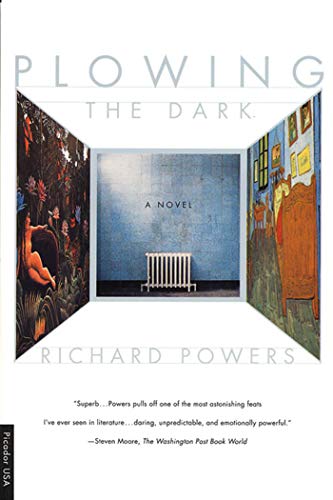 PLOWING
THE DARK
A NOVEL
RICHARD POWERS
"Superb...Powers pulls off one of the most astonishing feats
I've ever seen in literature...daring, unpredictable, and emotionally powerful."
—Steven Moore, The Washington Post Book World
Picador USA